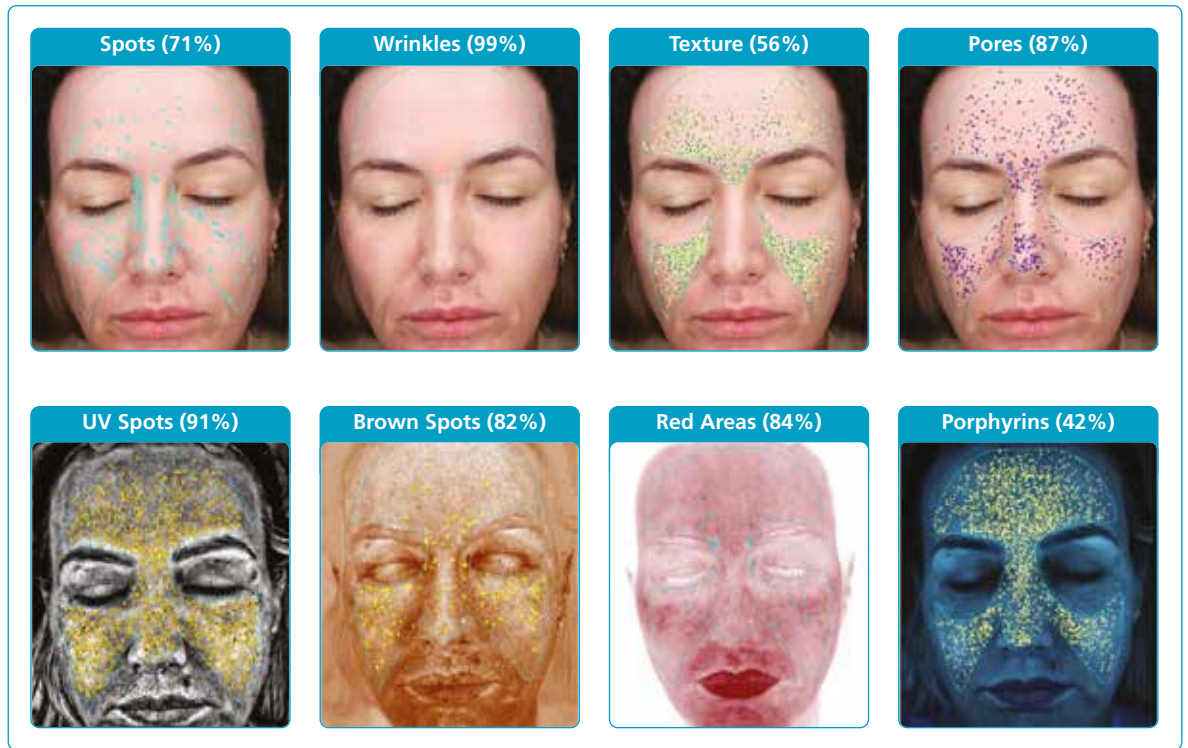 Spots (71%)
Wrinkles (99%)
Texture (56%)
Pores (87%)
UV Spots (91%)
Brown Spots (82%)
Red Areas (84%)
Porphyrins (42%)